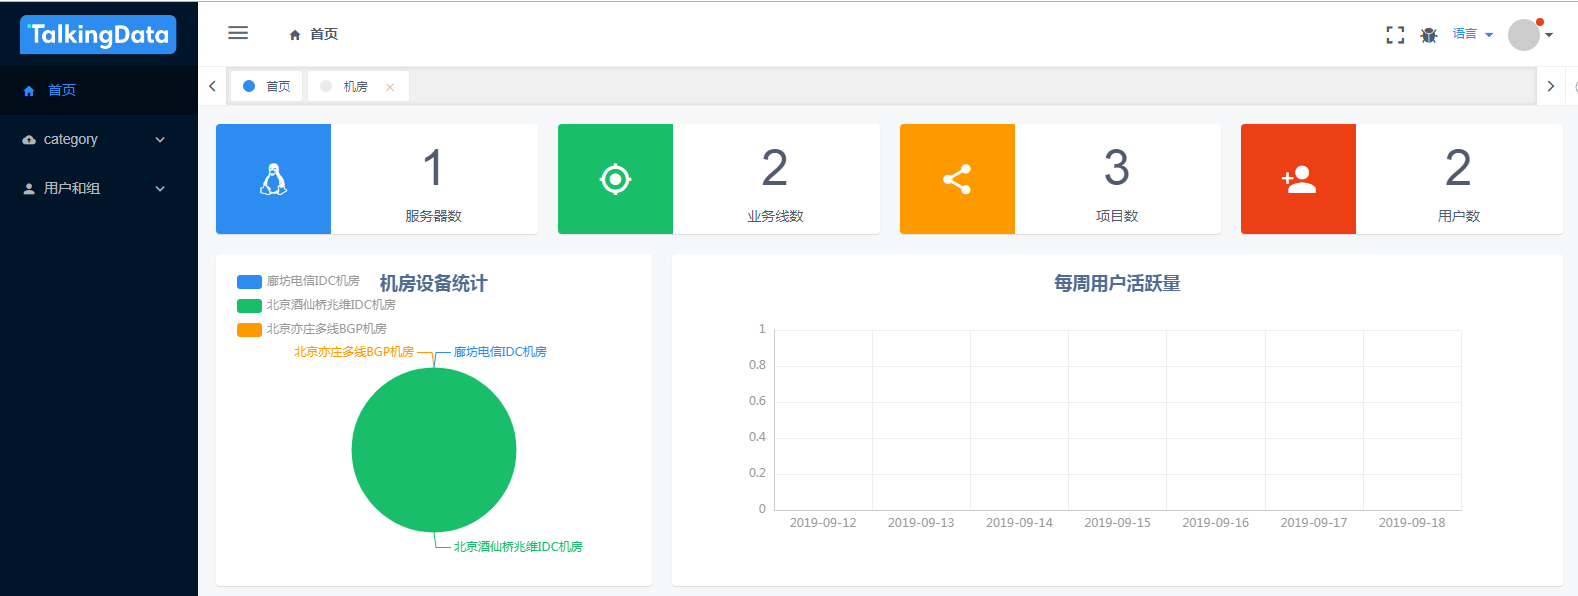 TalkingData
首页
语言
首页
机房
首页
category
用户和组
1
服务器数
2
业务线数
3
项目数
2
用户数
机房设备统计
廊坊电信IDC机房
北京酒仙桥兆维IDC机房
北京亦庄多线BGP机房
北京亦庄多线BGP机房
廊坊电信IDC机房
北京酒仙桥兆维IDC机房
每周用户活跃量
1
0.8
0.6
0.4
0.2
0
2019-09-12 2019-09-13 2019-09-14 2019-09-15 2019-09-16 2019-09-17 2019-09-18